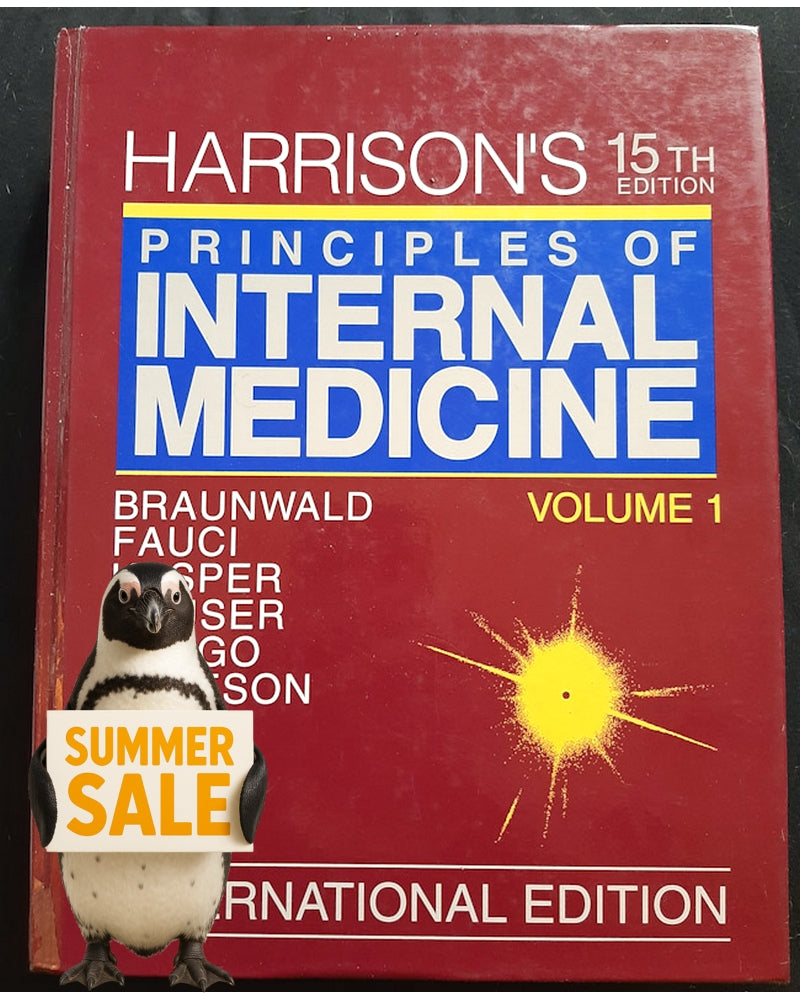 HARRISON'S 15TH
EDITION
PRINCIPLES OF
INTERNAL
MEDICINE
BRAUNWALD
VOLUME 1
FAUCI
SUMMER
SALE
EDITION